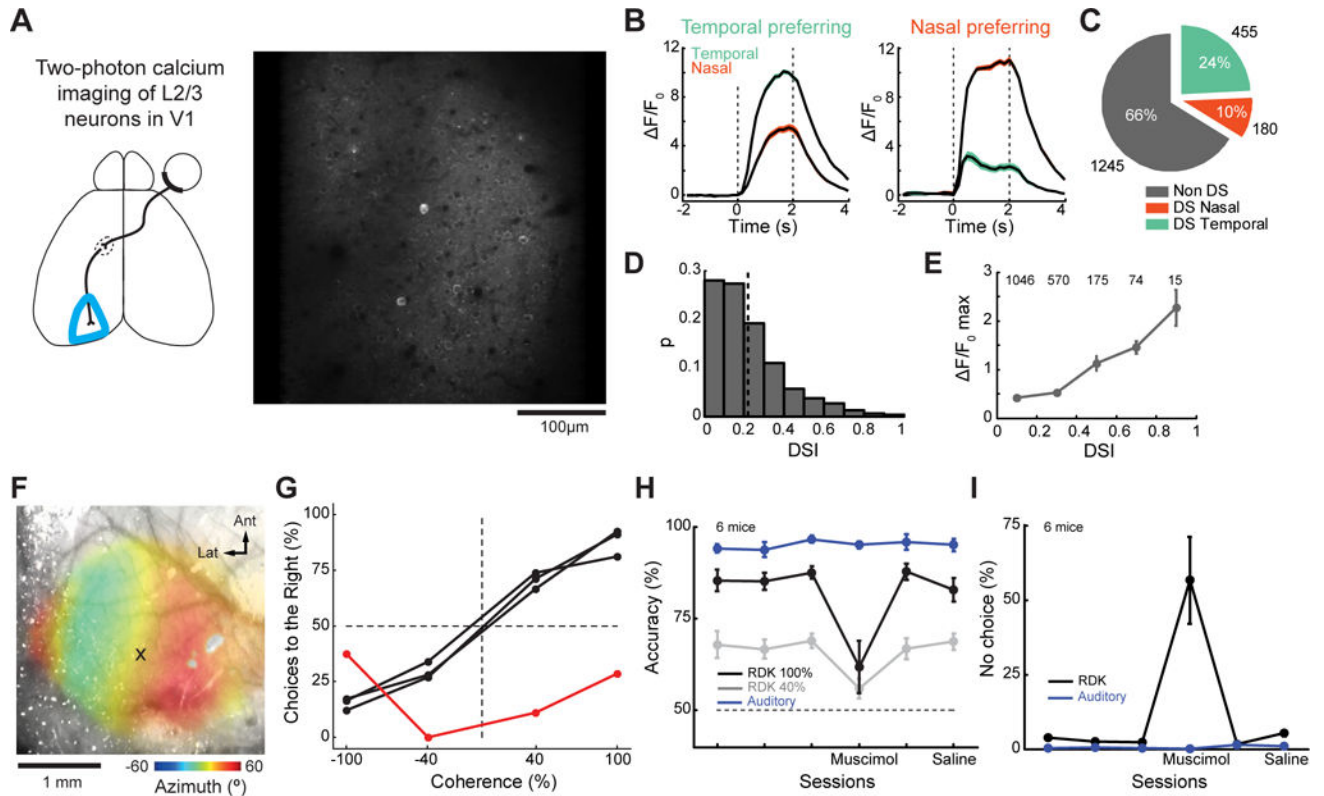 A
Two-photon calcium
imaging of L2/3
neurons in V1
100µm
B
Temporal preferring
Temporal
Nasal
ΔF/F0
12
8
4
0
-2 0 2 4
Time (s)
Nasal preferring
ΔF/F0
12
8
4
0
-2 0 2 4
Time (s)
C
455
24%
10%
180
66%
1245
Non DS
DS Nasal
DS Temporal
D
p
0.3
0.2
0.1
0
0 0.2 0.4 0.6 0.8 1
DSI
E
ΔF/F0 max
3
2
1
0
1046 570 175 74 15
0 0.2 0.4 0.6 0.8 1
DSI
F
Ant
Lat
x
1 mm
-60 60
Azimuth (º)
G
Choices to the Right (%)
100
75
50
25
0
-100 -40 40 100
Coherence (%)
H
6 mice
Accuracy (%)
100
75
50
RDK 100%
RDK 40%
Auditory
Muscimol Saline
Sessions
I
6 mice
No choice (%)
75
50
25
0
RDK
Auditory
Muscimol Saline
Sessions